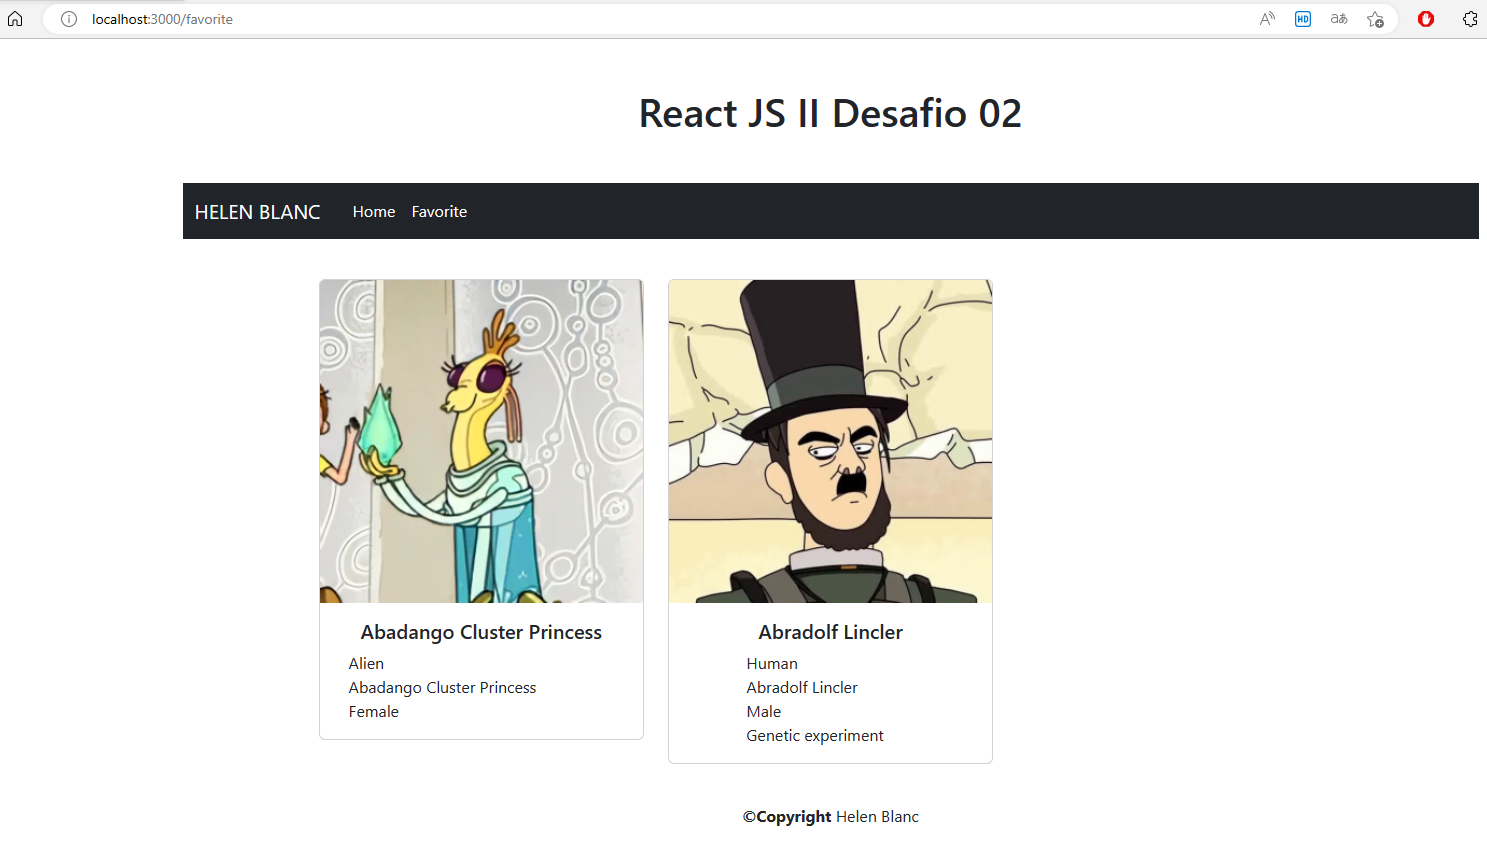 localhost:3000/favorite
HD
React JS II Desafio 02
HELEN BLANC Home Favorite
Abadango Cluster Princess
Alien
Abadango Cluster Princess
Female
Abradolf Lincler
Human
Abradolf Lincler
Male
Genetic experiment
©Copyright Helen Blanc